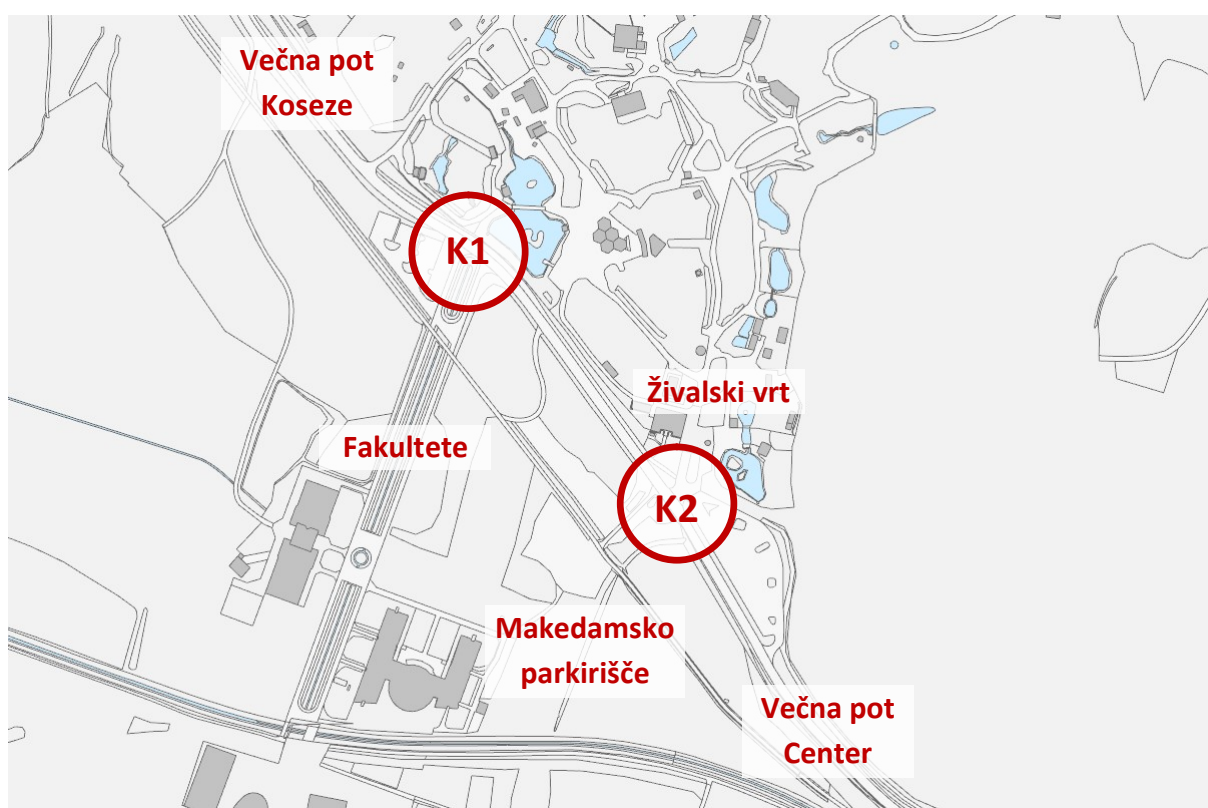 Večna pot
Koseze
K1
Živalski vrt
Fakultete
K2
Makedamsko
parkirišče
Večna pot
Center